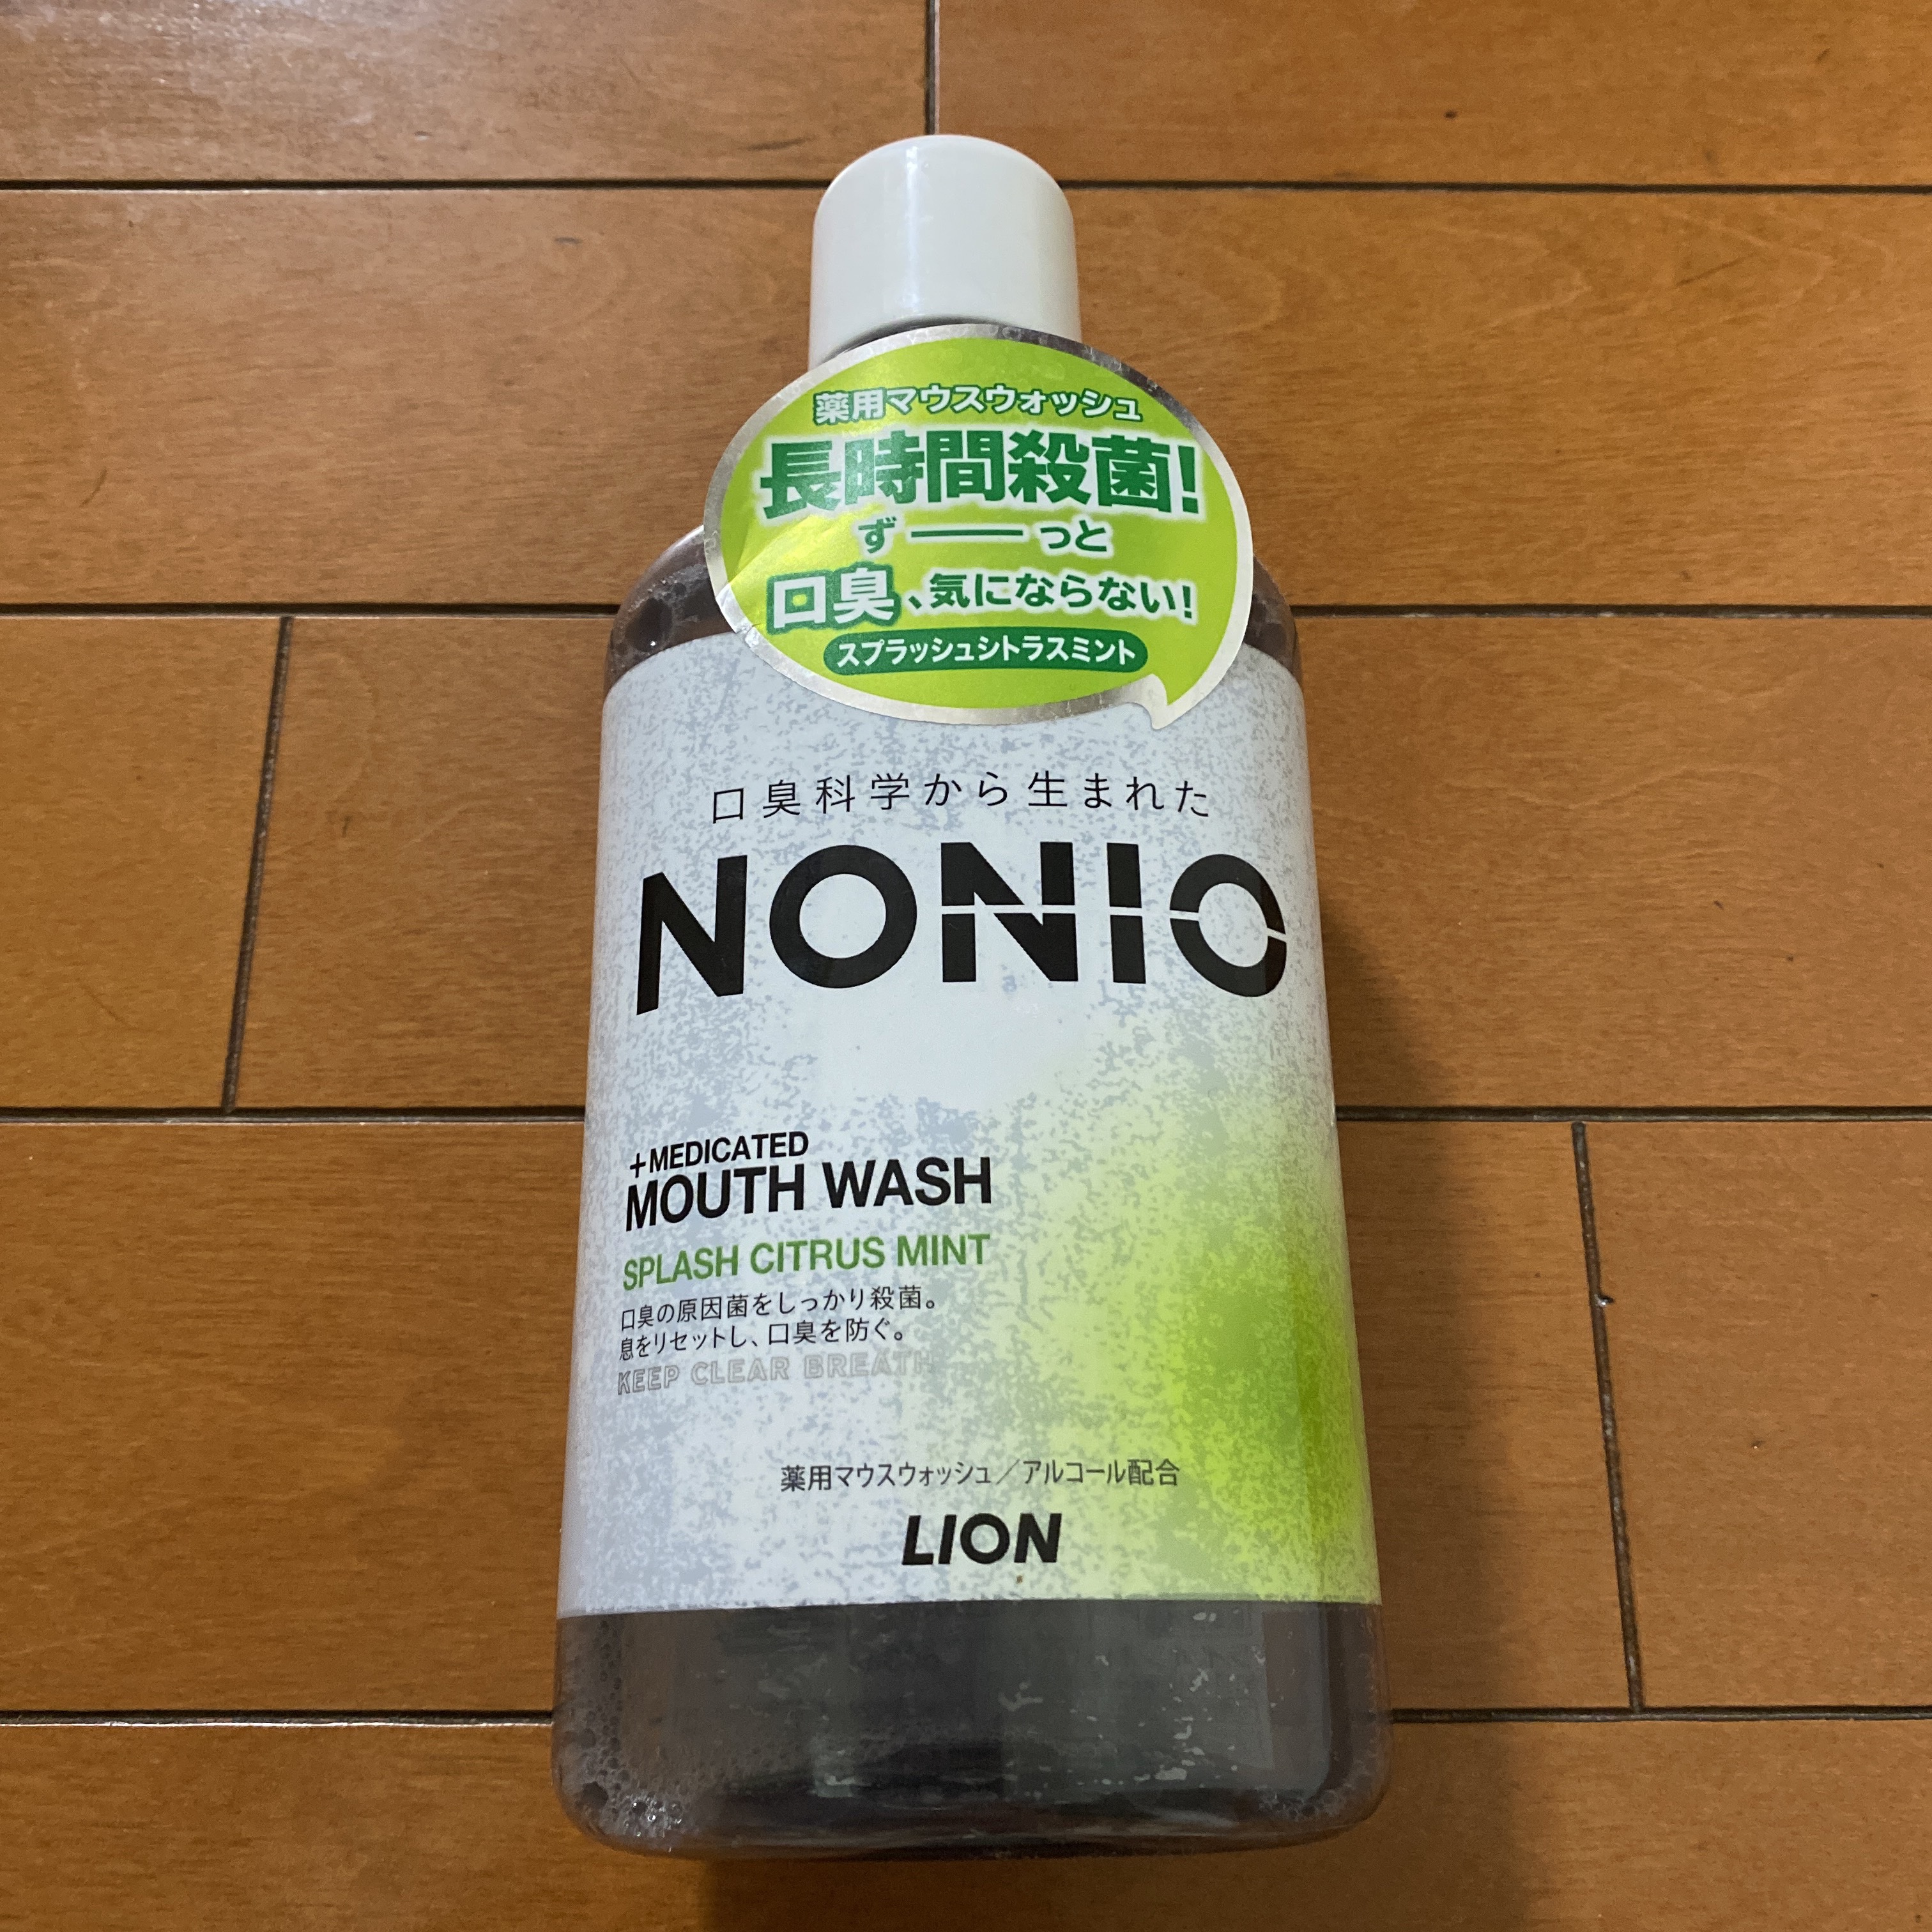 薬用マウスウォッシュ
長時間殺菌!
ず――っと
口臭、気にならない!
スプラッシュシトラスミント
口臭科学から生まれた
NONIO
+MEDICATED
MOUTH WASH
SPLASH CITRUS MINT
口臭の原因菌をしっかり殺菌。
息をリセットし、口臭を防ぐ。
KEEP CLEAR BREATH
薬用マウスウォッシュ／アルコール配合
LION